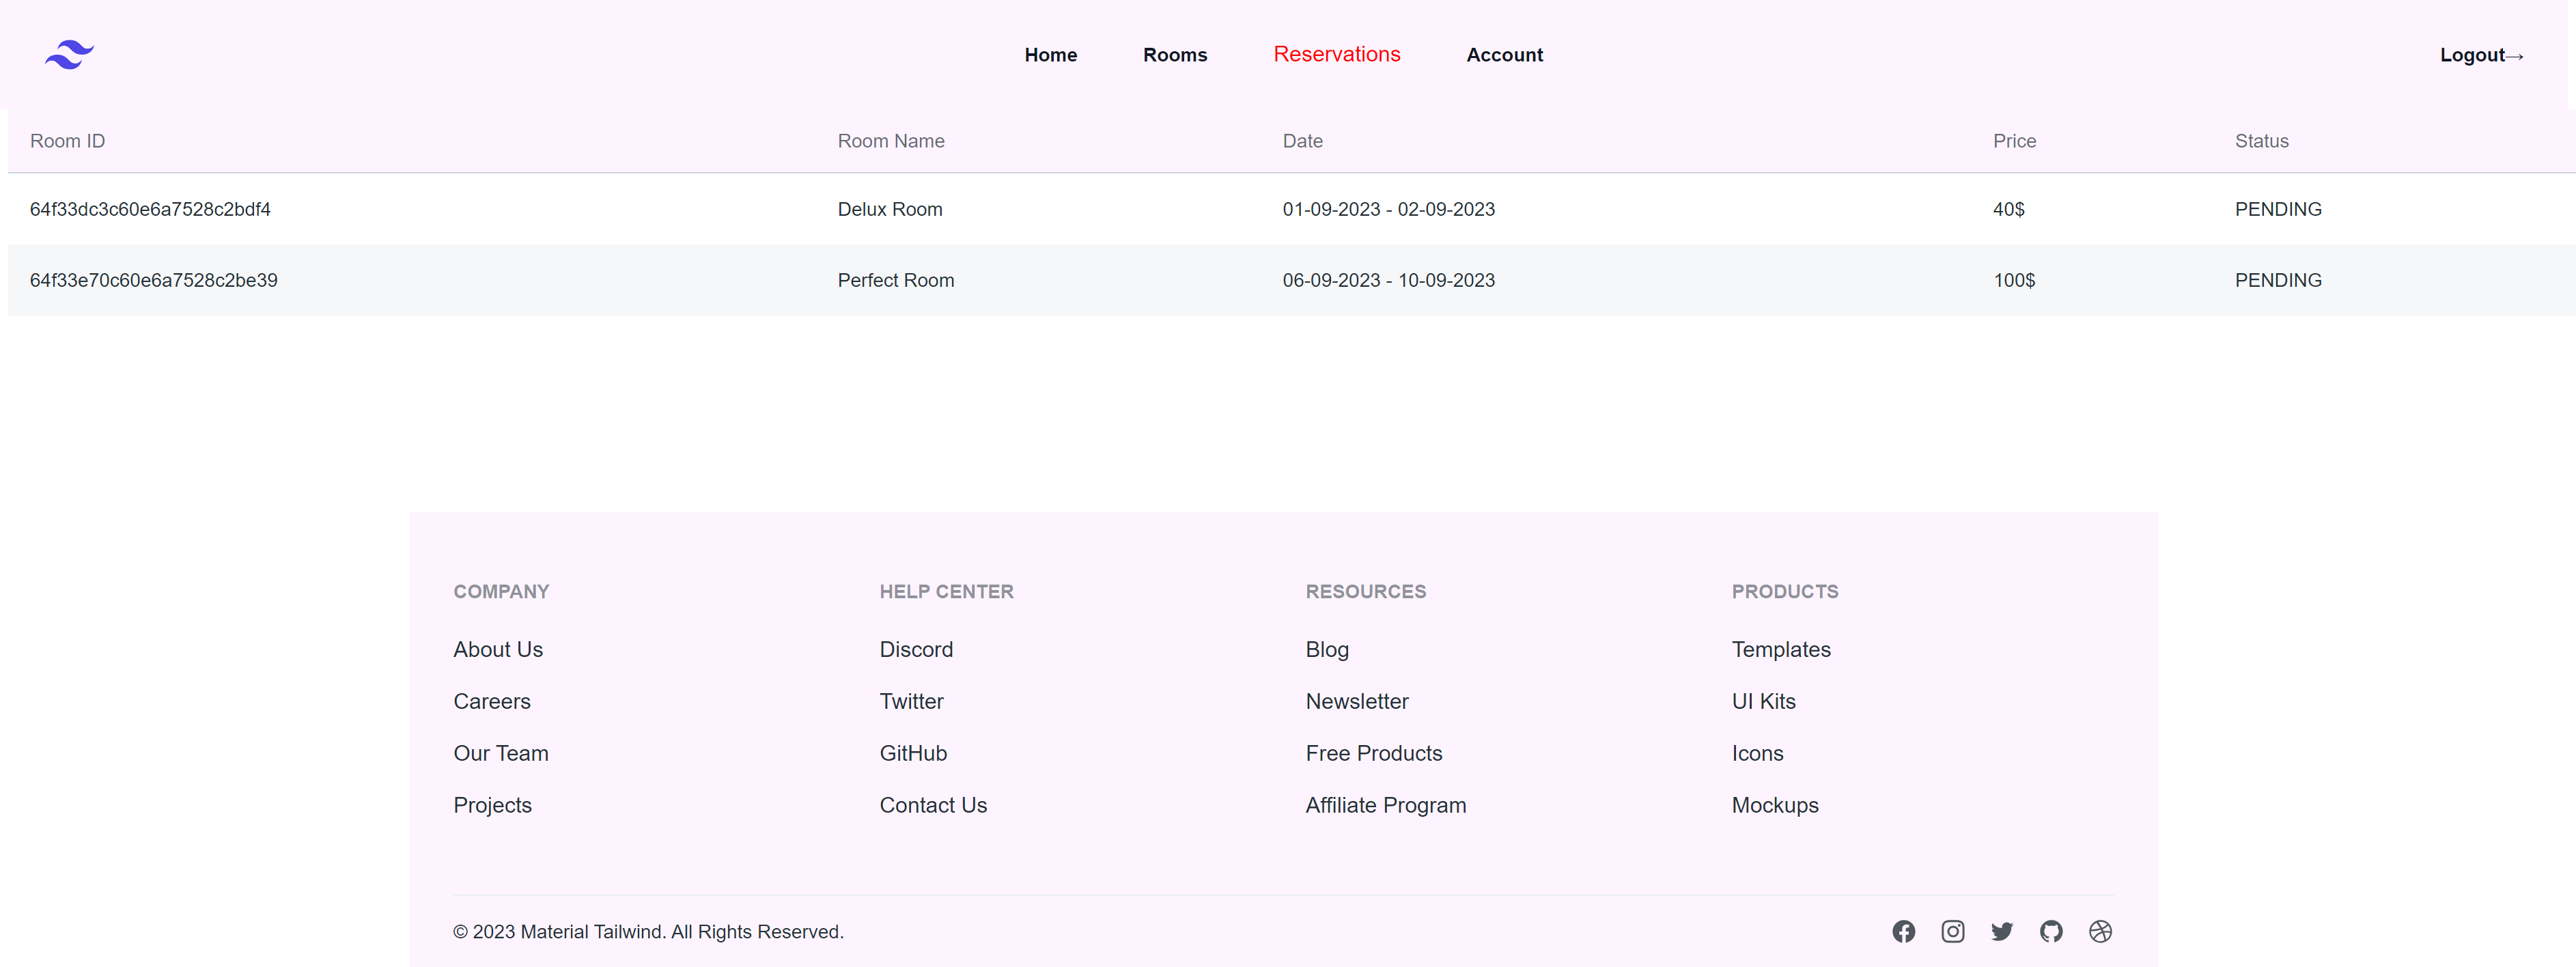 Home Rooms Reservations Account Logout→
Room ID Room Name Date Price Status
64f33dc3c60e6a7528c2bdf4 Delux Room 01-09-2023 - 02-09-2023 40$ PENDING
64f33e70c60e6a7528c2be39 Perfect Room 06-09-2023 - 10-09-2023 100$ PENDING
COMPANY HELP CENTER RESOURCES PRODUCTS
About Us Discord Blog Templates
Careers Twitter Newsletter UI Kits
Our Team GitHub Free Products Icons
Projects Contact Us Affiliate Program Mockups
© 2023 Material Tailwind. All Rights Reserved.